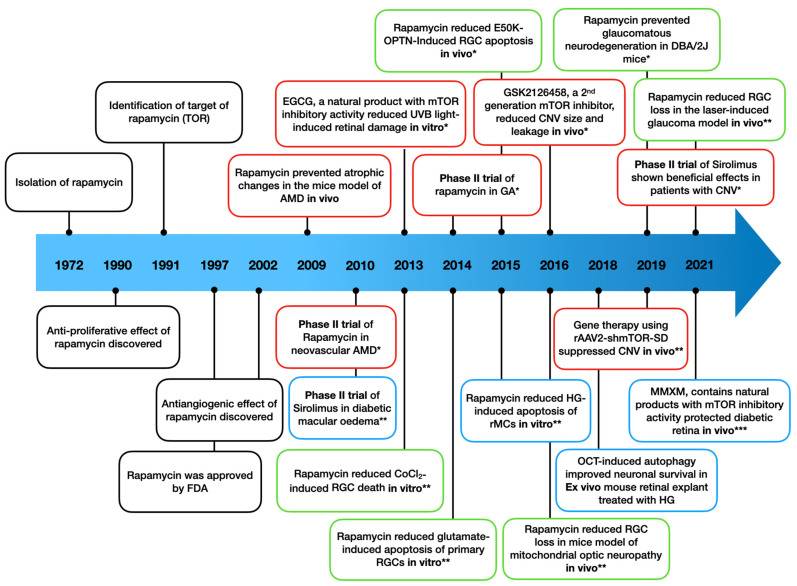 Rapamycin reduced E50K-
OPTN-Induced RGC apoptosis
in vivo*
Rapamycin prevented
glaucomatous
neurodegeneration in DBA/2J
mice*
Identification of target of
rapamycin (TOR)
EGCG, a natural product with mTOR
inhibitory activity reduced UVB light-
induced retinal damage in vitro*
GSK2126458, a 2nd
generation mTOR inhibitor,
reduced CNV size and
leakage in vivo*
Rapamycin reduced RGC
loss in the laser-induced
glaucoma model in vivo**
Isolation of rapamycin
Rapamycin prevented atrophic
changes in the mice model of
AMD in vivo
Phase II trial of
rapamycin in GA*
Phase II trial of Sirolimus
shown beneficial effects in
patients with CNV*
1972 1990 1991 1997 2002 2009 2010 2013 2014 2015 2016 2018 2019 2021
Anti-proliferative effect of
rapamycin discovered
Phase II trial of
Rapamycin in
neovascular AMD*
Gene therapy using
rAAV2-shmTOR-SD
suppressed CNV in vivo**
Antiangiogenic effect of
rapamycin discovered
Phase II trial of
Sirolimus in diabetic
macular oedema**
Rapamycin reduced HG-
induced apoptosis of
rMCs in vitro**
MMXM, contains natural
products with mTOR inhibitory
activity protected diabetic
retina in vivo***
Rapamycin was approved
by FDA
Rapamycin reduced CoCl2-
induced RGC death in vitro**
OCT-induced autophagy
improved neuronal survival in
Ex vivo mouse retinal explant
treated with HG
Rapamycin reduced glutamate-
induced apoptosis of primary
RGCs in vitro**
Rapamycin reduced RGC
loss in mice model of
mitochondrial optic neuropathy
in vivo**